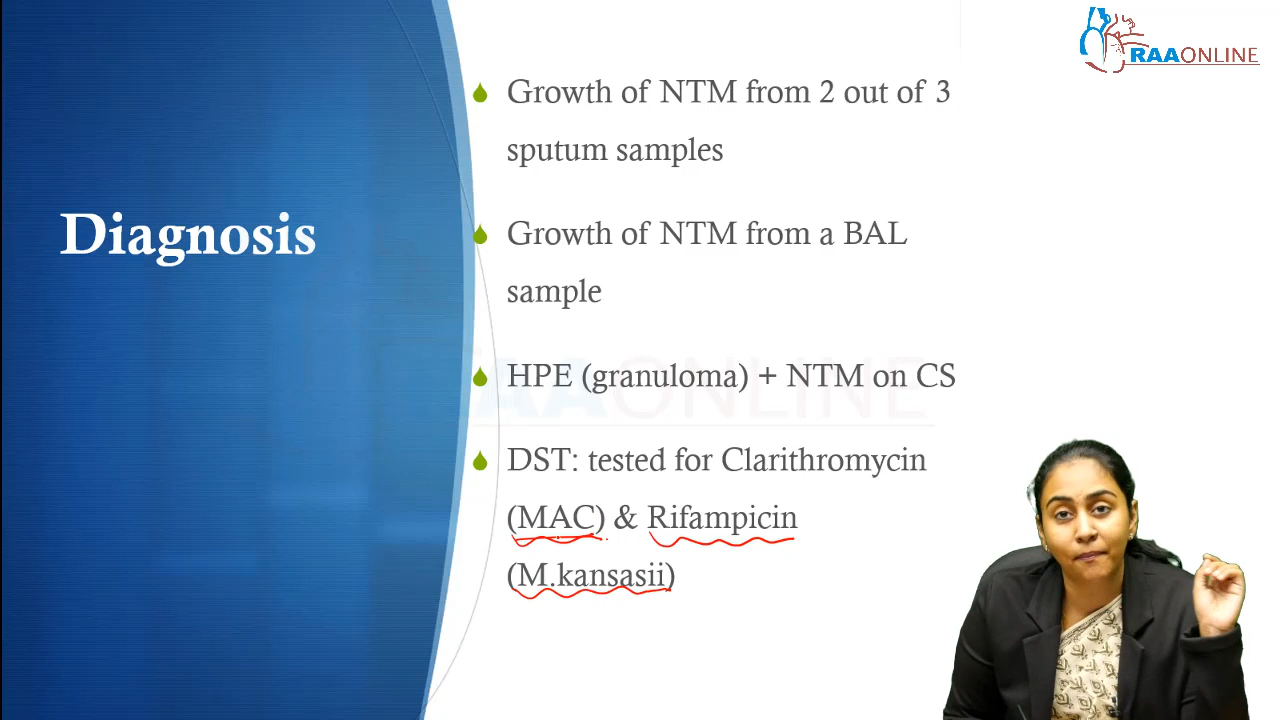 RAAONLINE
Diagnosis
Growth of NTM from 2 out of 3
sputum samples
Growth of NTM from a BAL
sample
HPE (granuloma) + NTM on CS
RAAONLINE
DST: tested for Clarithromycin
(MAC) & Rifampicin
(M.kansasii)